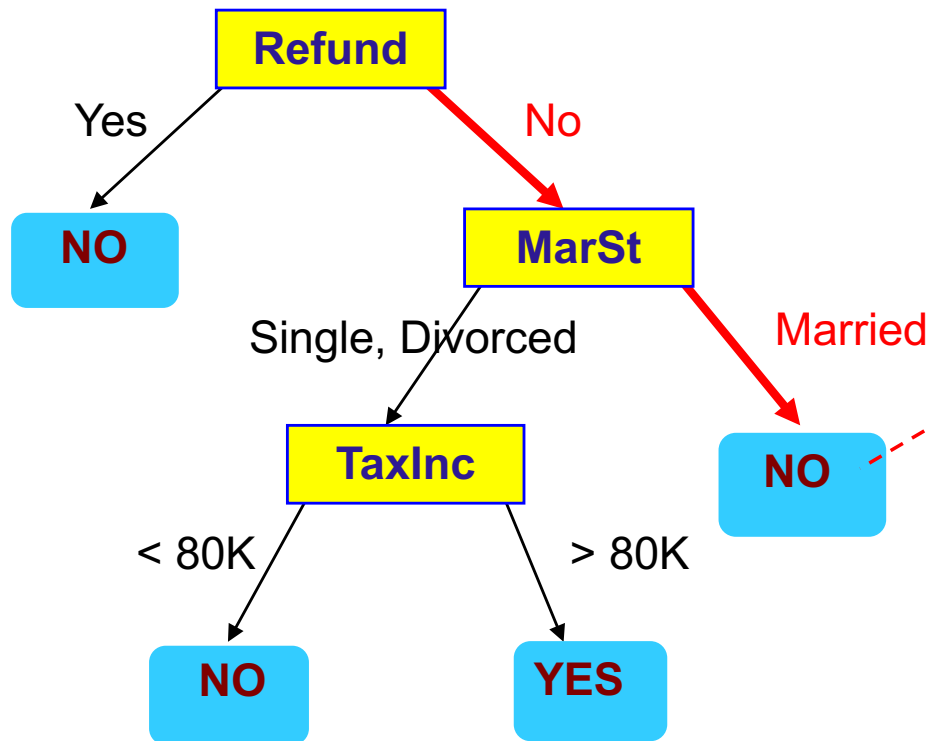 Refund
Yes
No
NO
MarSt
Single, Divorced
Married
TaxInc
NO
< 80K
> 80K
NO
YES